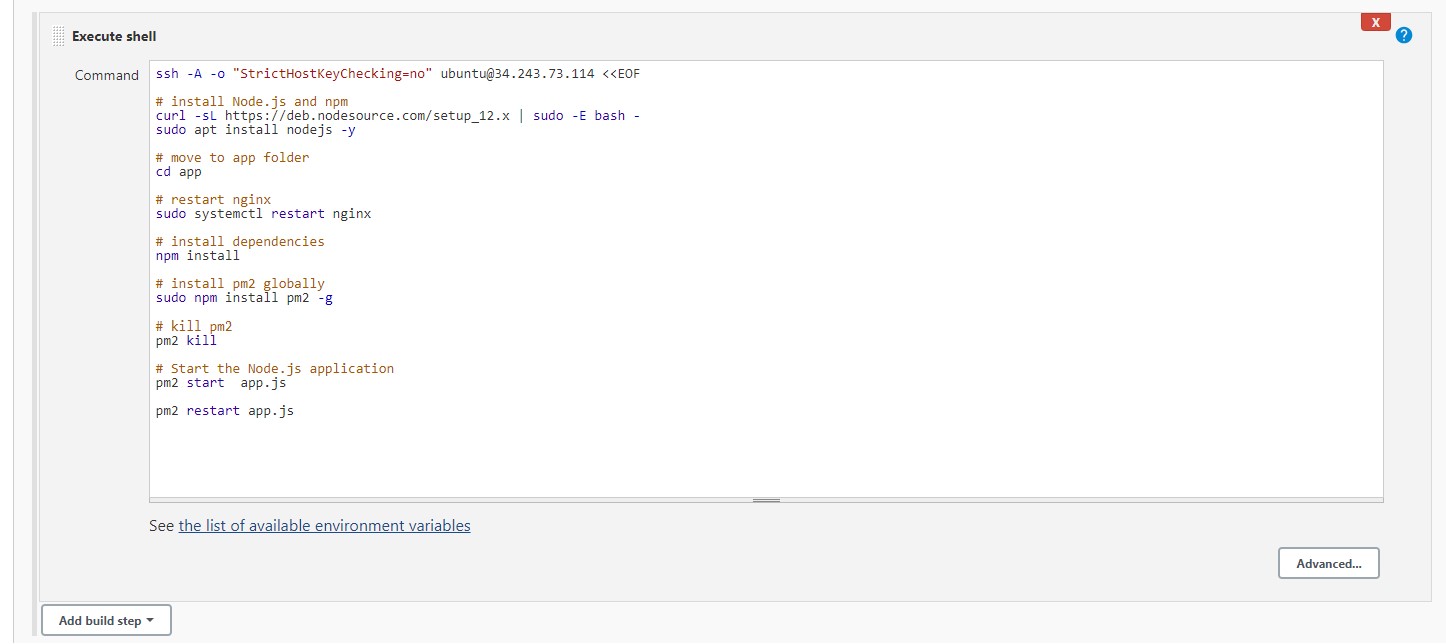 X
Execute shell
?
Command
ssh -A -o "StrictHostKeyChecking=no" ubuntu@34.243.73.114 <<EOF
# install Node.js and npm
curl -sL https://deb.nodesource.com/setup_12.x | sudo -E bash -
sudo apt install nodejs -y
# move to app folder
cd app
# restart nginx
sudo systemctl restart nginx
# install dependencies
npm install
# install pm2 globally
sudo npm install pm2 -g
# kill pm2
pm2 kill
# Start the Node.js application
pm2 start  app.js
pm2 restart app.js
See the list of available environment variables
Advanced...
Add build step